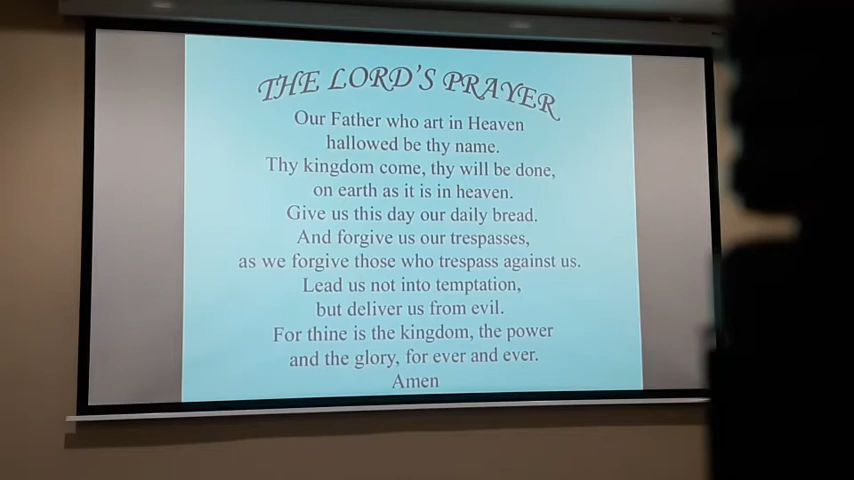 THE LORD'S PRAYER
Our Father who art in Heaven
hallowed be thy name.
Thy kingdom come, thy will be done,
on earth as it is in heaven.
Give us this day our daily bread.
And forgive us our trespasses,
as we forgive those who trespass against us.
Lead us not into temptation,
but deliver us from evil.
For thine is the kingdom, the power
and the glory, for ever and ever.
Amen